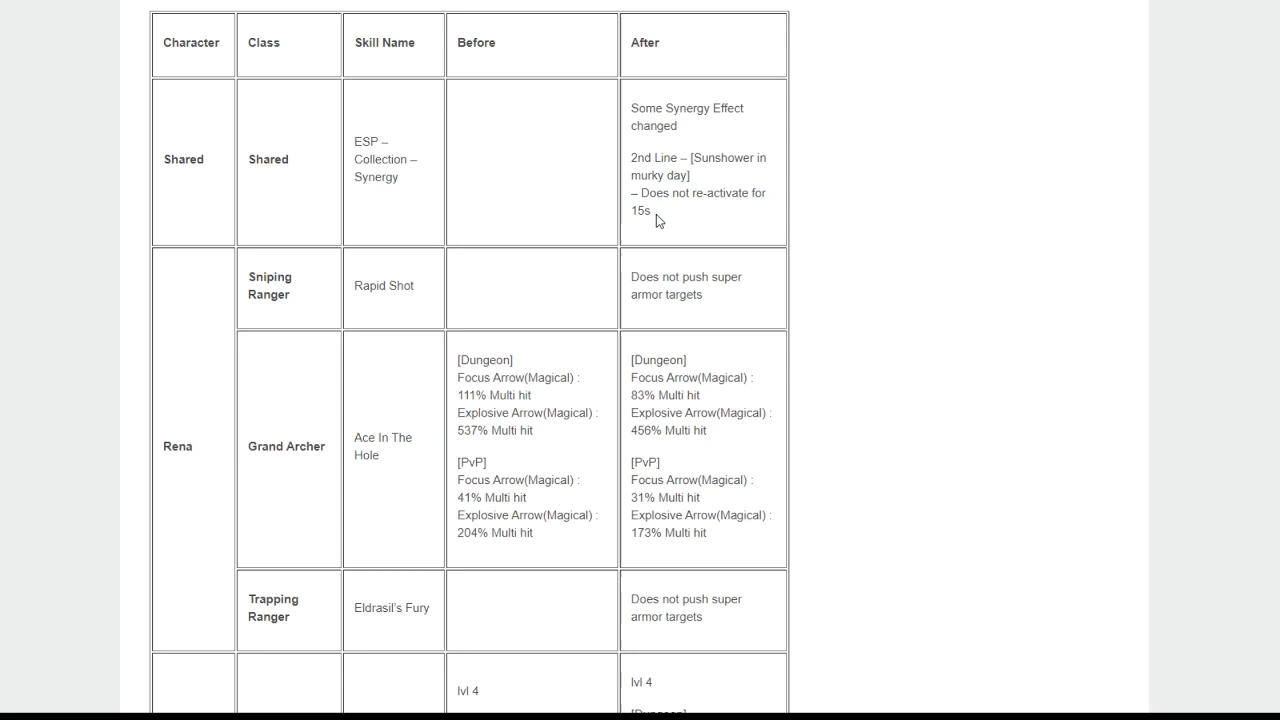 Character
Class
Skill Name
Before
After
Shared
Shared
ESP –
Collection –
Synergy
Some Synergy Effect
changed
2nd Line – [Sunshower in
murky day]
– Does not re-activate for
15s
Rena
Sniping
Ranger
Rapid Shot
Does not push super
armor targets
Grand Archer
Ace In The
Hole
[Dungeon]
Focus Arrow(Magical) :
111% Multi hit
Explosive Arrow(Magical) :
537% Multi hit
[PvP]
Focus Arrow(Magical) :
41% Multi hit
Explosive Arrow(Magical) :
204% Multi hit
[Dungeon]
Focus Arrow(Magical) :
83% Multi hit
Explosive Arrow(Magical) :
456% Multi hit
[PvP]
Focus Arrow(Magical) :
31% Multi hit
Explosive Arrow(Magical) :
173% Multi hit
Trapping
Ranger
Eldrasil’s Fury
Does not push super
armor targets
lvl 4
lvl 4
[Dungeon]